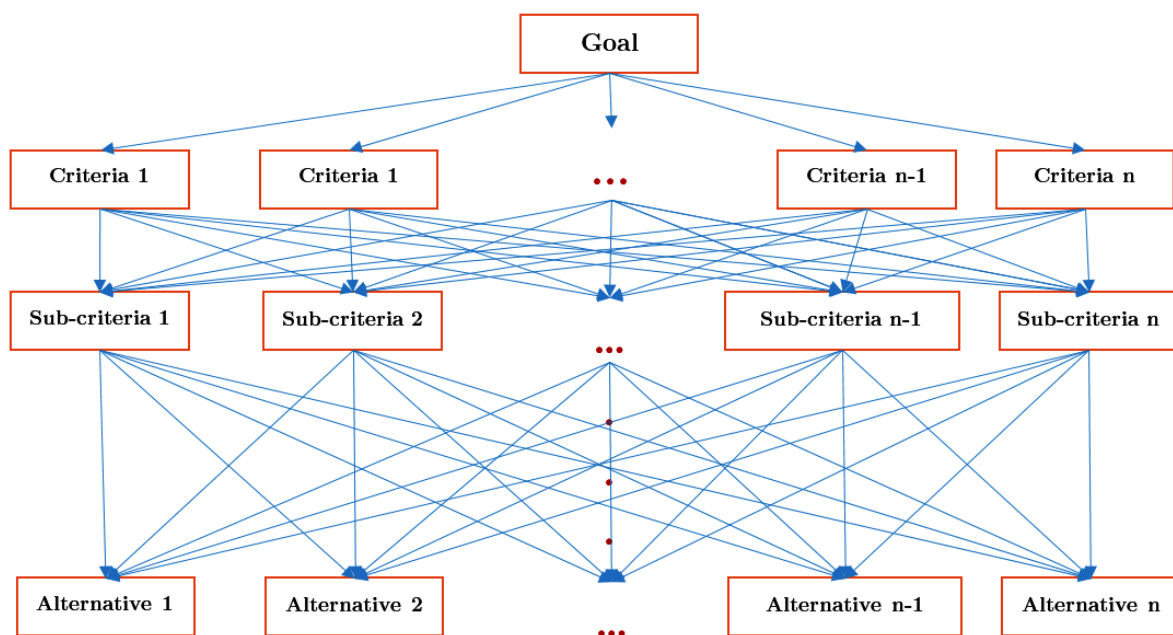 Goal
Criteria 1
Criteria 1
...
Criteria n-1
Criteria n
Sub-criteria 1
Sub-criteria 2
...
Sub-criteria n-1
Sub-criteria n
.
.
.
Alternative 1
Alternative 2
...
Alternative n-1
Alternative n